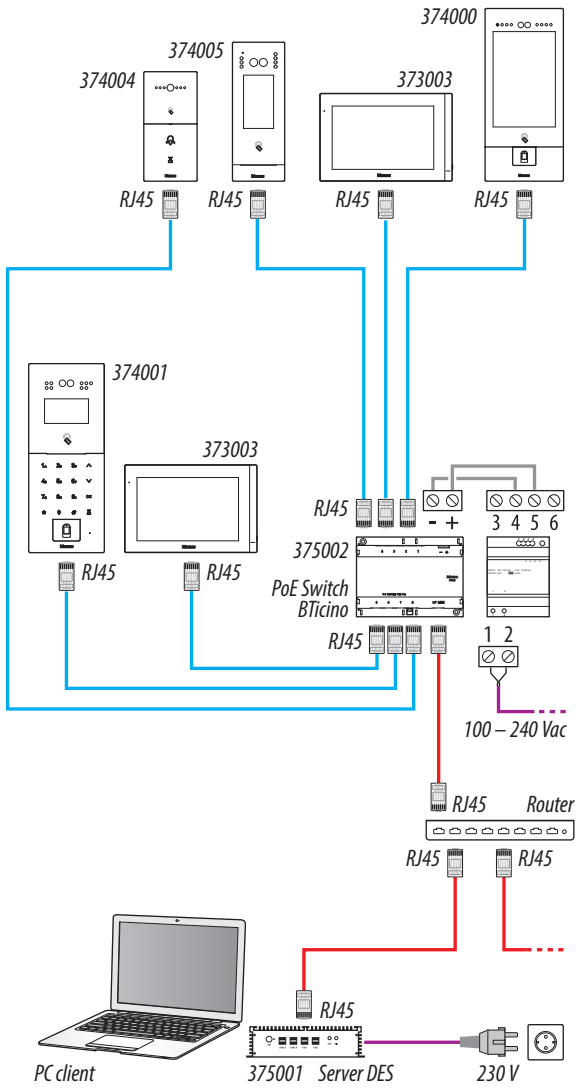 374000
374005
374004
373003
RJ45 RJ45 RJ45 RJ45
374001
373003
RJ45
- +
3 4 5 6
375002
PoE Switch
BTicino
RJ45 RJ45
RJ45
1 2
100 – 240 Vac
RJ45 Router
RJ45 RJ45
RJ45
PC client 375001 Server DES 230 V